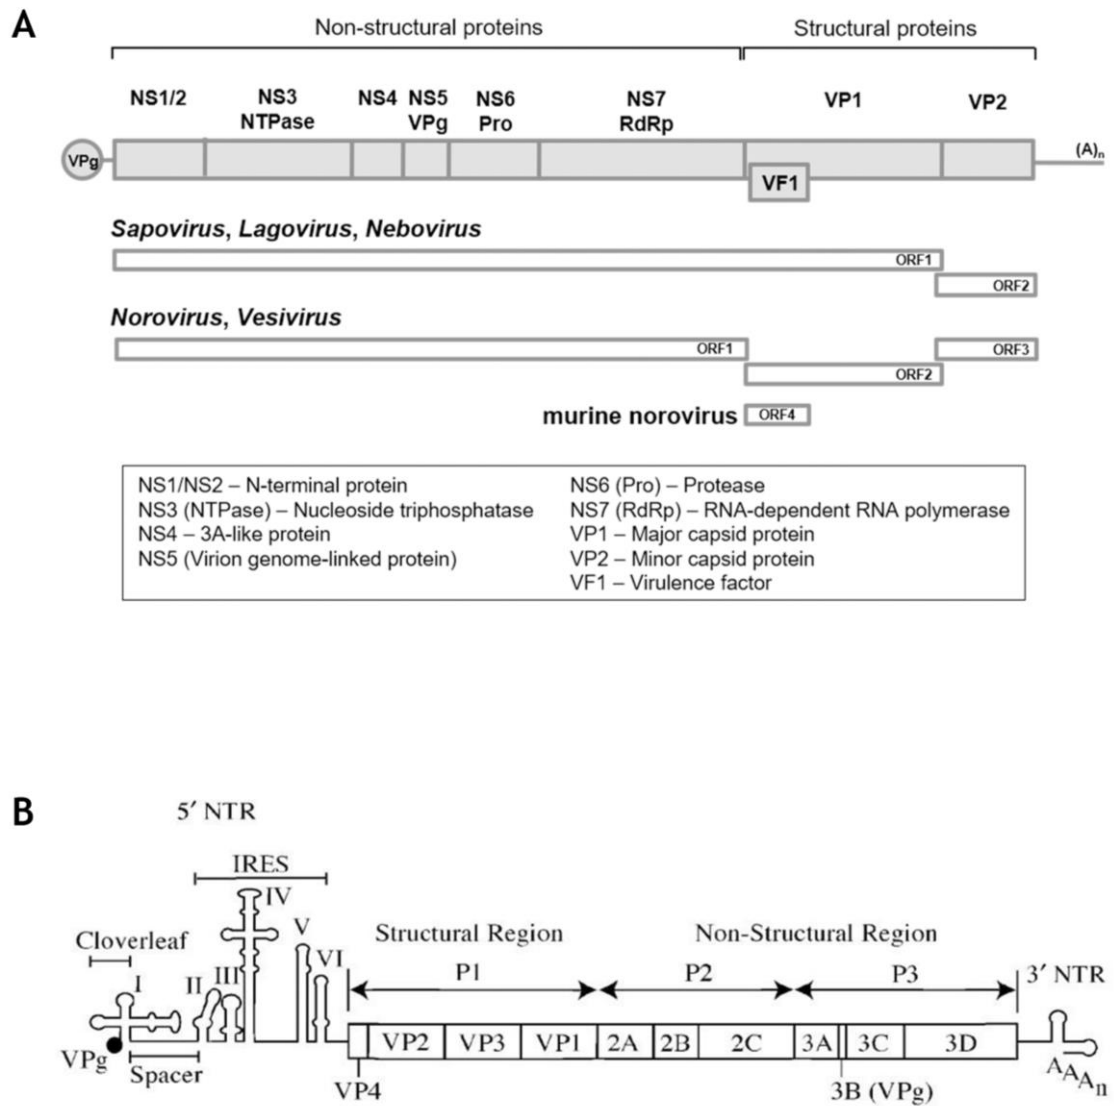 A
Non-structural proteins
Structural proteins
NS1/2
NS3
NTPase
NS4
NS5
VPg
NS6
Pro
NS7
RdRp
VP1
VP2
VPg
(A)n
VF1
Sapovirus, Lagovirus, Nebovirus
ORF1
ORF2
Norovirus, Vesivirus
ORF1
ORF3
ORF2
murine norovirus
ORF4
NS1/NS2 – N-terminal protein
NS3 (NTPase) – Nucleoside triphosphatase
NS4 – 3A-like protein
NS5 (Virion genome-linked protein)
NS6 (Pro) – Protease
NS7 (RdRp) – RNA-dependent RNA polymerase
VP1 – Major capsid protein
VP2 – Minor capsid protein
VF1 – Virulence factor
B
5′ NTR
IRES
Cloverleaf
I
II
III
IV
V
VI
VPg
Spacer
Structural Region
Non-Structural Region
P1
P2
P3
3′ NTR
VP2
VP3
VP1
2A
2B
2C
3A
3C
3D
VP4
3B (VPg)
AAAn